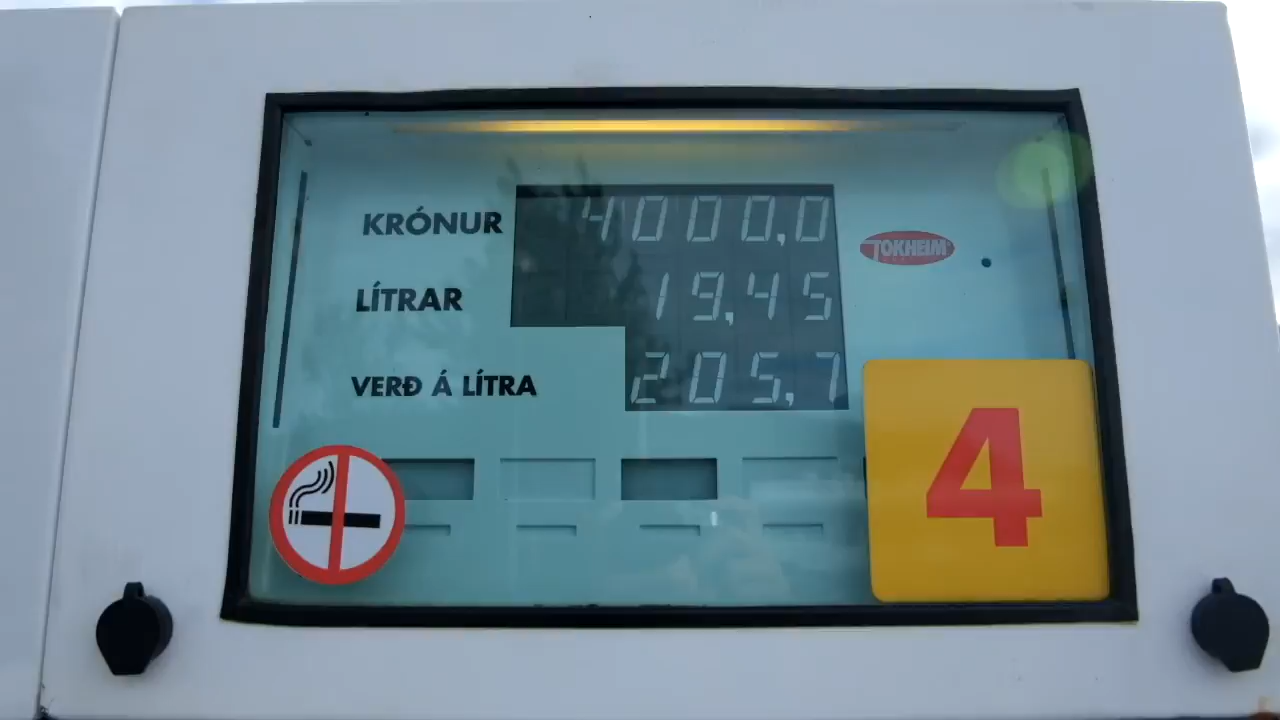 KRÓNUR 4000,0
TOKHEIM
LÍTRAR 19,45
VERÐ Á LÍTRA 205,7
4